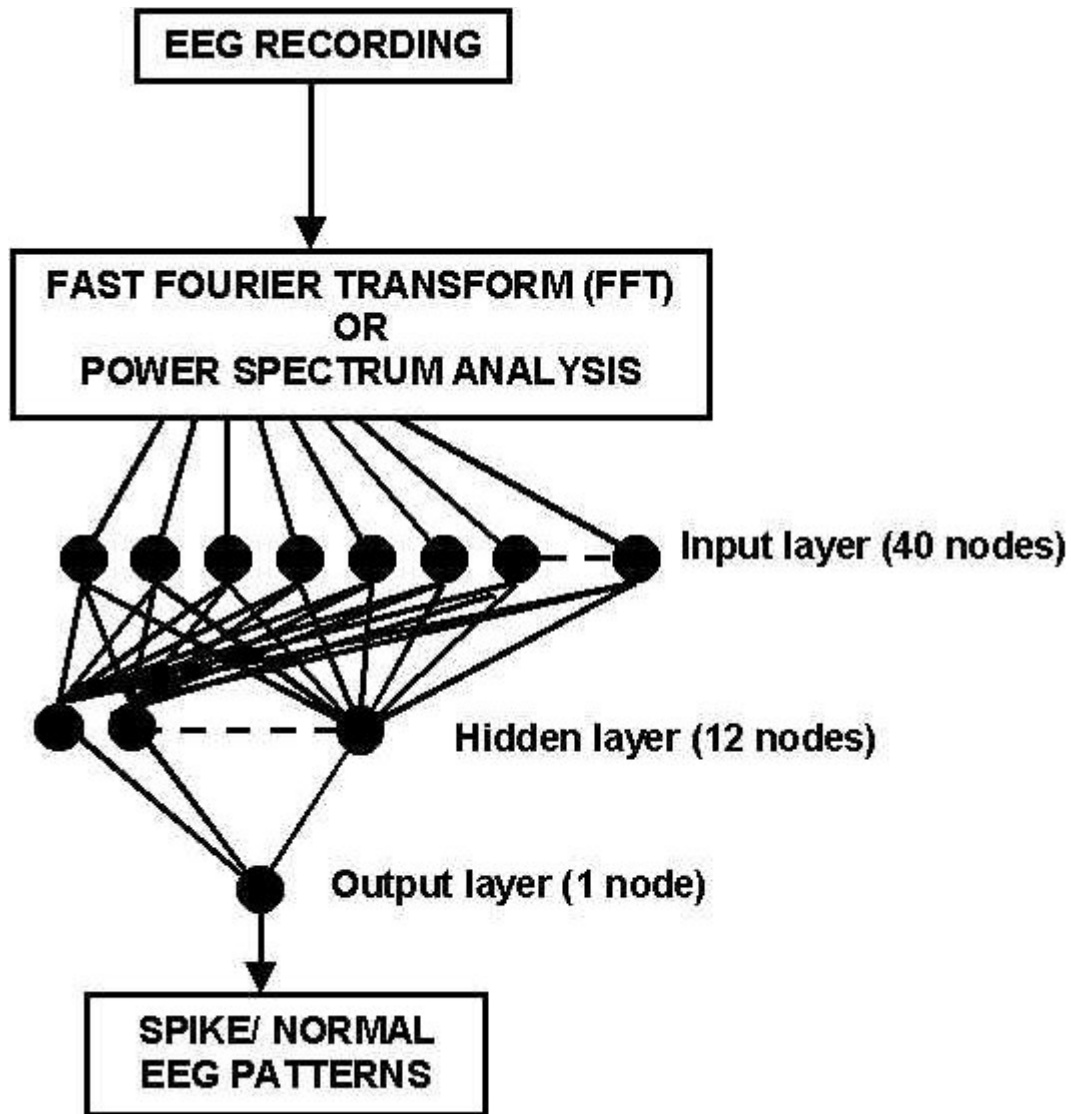 EEG RECORDING
FAST FOURIER TRANSFORM (FFT)
OR
POWER SPECTRUM ANALYSIS
Input layer (40 nodes)
Hidden layer (12 nodes)
Output layer (1 node)
SPIKE/ NORMAL
EEG PATTERNS